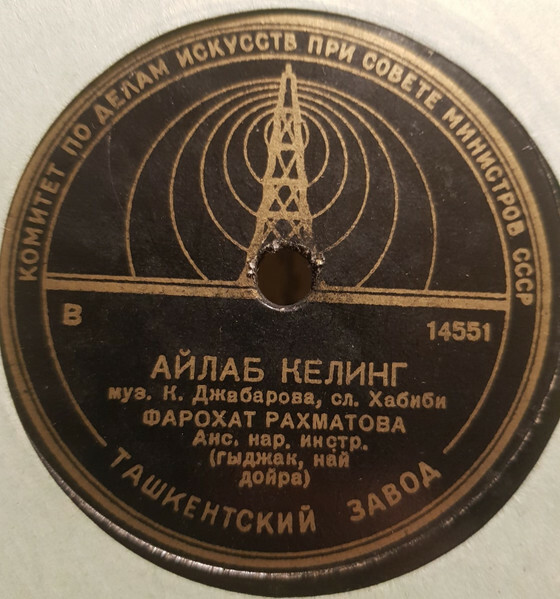 КОМИТЕТ ПО ДЕЛАМ ИСКУССТВ ПРИ СОВЕТЕ МИНИСТРОВ СССР
В 14551
АЙЛАБ КЕЛИНГ
муз. К. Джабарова, сл. Хабиби
ФАРОХАТ РАХМАТОВА
Анс. нар. инстр.
(гыджак, най
дойра)
ТАШКЕНТСКИЙ ЗАВОД